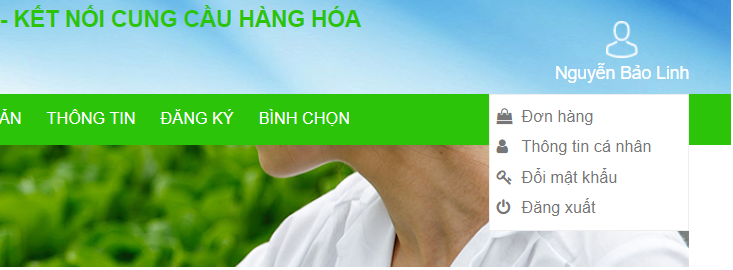 - KẾT NỐI CUNG CẦU HÀNG HÓA
Nguyễn Bảo Linh
THÔNG TIN ĐĂNG KÝ BÌNH CHỌN
Đơn hàng
Thông tin cá nhân
Đổi mật khẩu
Đăng xuất